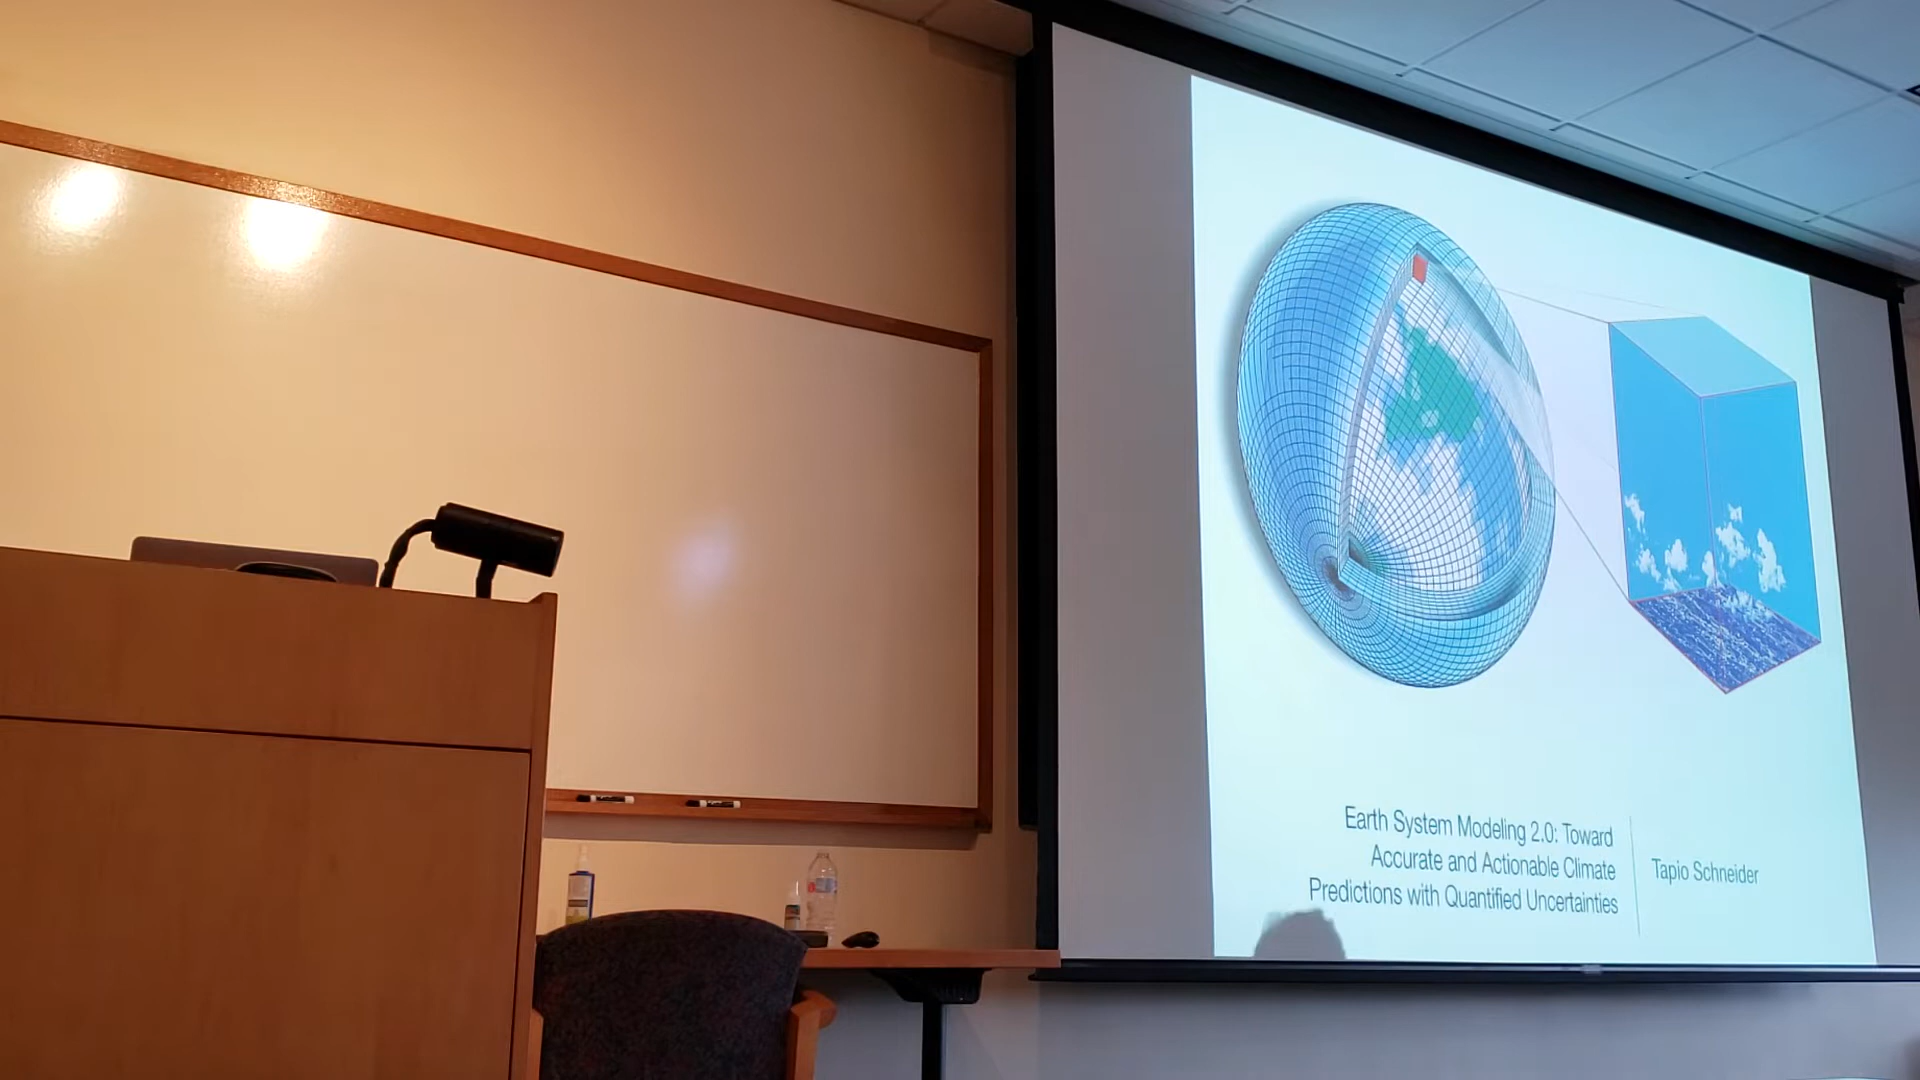 Earth System Modeling 2.0: Toward
Accurate and Actionable Climate
Predictions with Quantified Uncertainties
Tapio Schneider